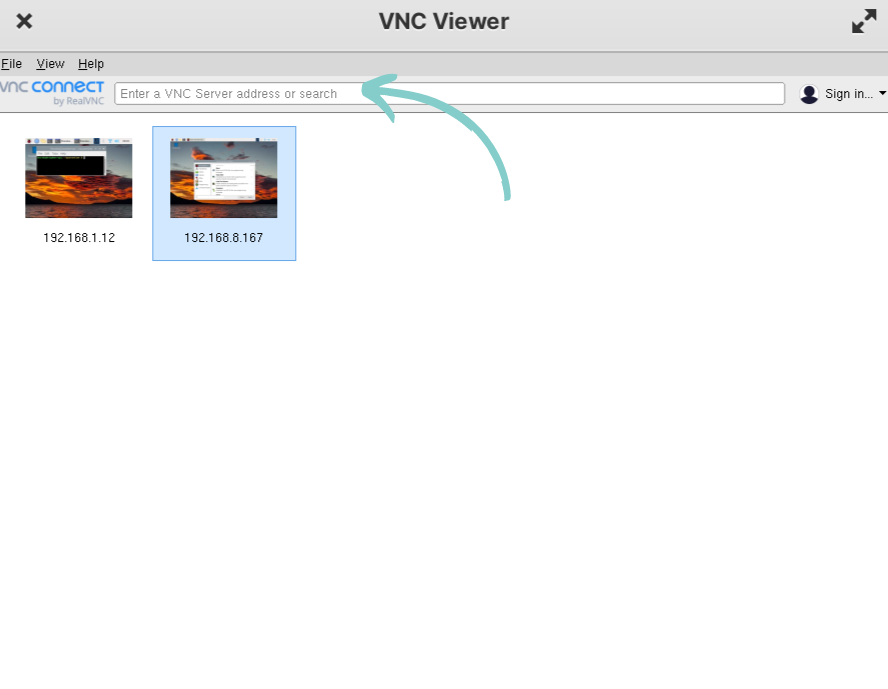 VNC Viewer
File View Help
vnc connect
by RealVNC
Enter a VNC Server address or search
Sign in...
192.168.1.12 192.168.8.167